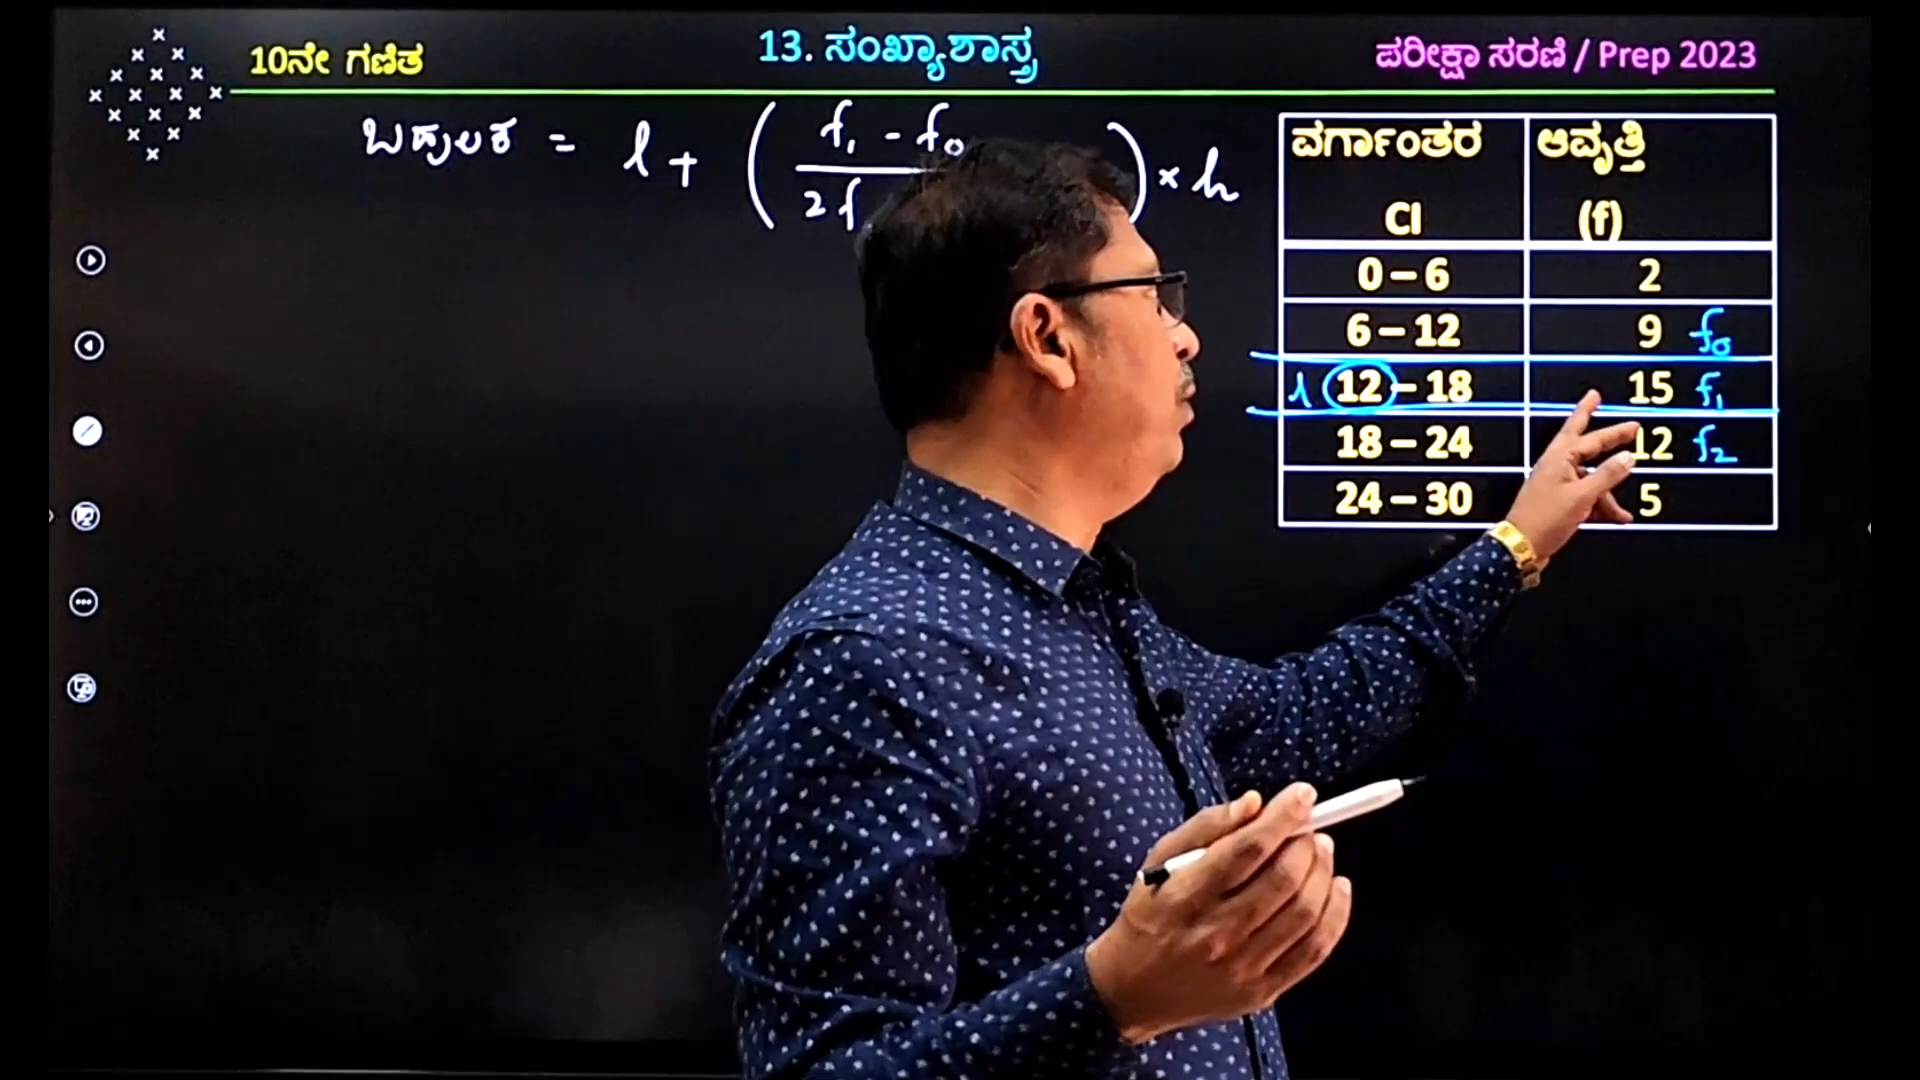 10ನೇ ಗಣಿತ
13. ಸಂಖ್ಯಾಶಾಸ್ತ್ರ
ಪರೀಕ್ಷಾ ಸರಣಿ / Prep 2023
ಬಹುಲಕ = l + ( f₁ - f₀ / 2f ) × h
ವರ್ಗಾಂತರ CI ಆವೃತ್ತಿ (f)
0 – 6 2
6 – 12 9 f₀
l 12 – 18 15 f₁
18 – 24 12 f₂
24 – 30 5